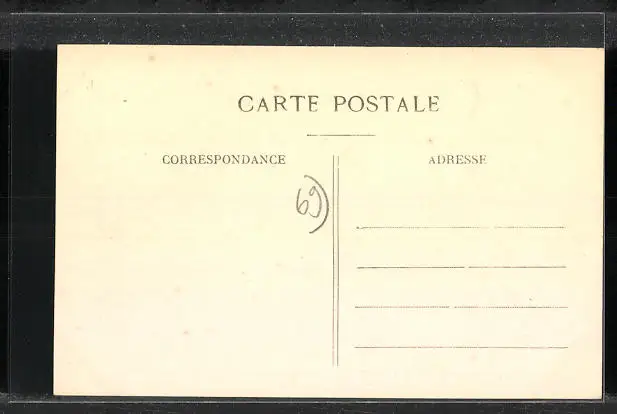 CARTE POSTALE
CORRESPONDANCE
ADRESSE
69)